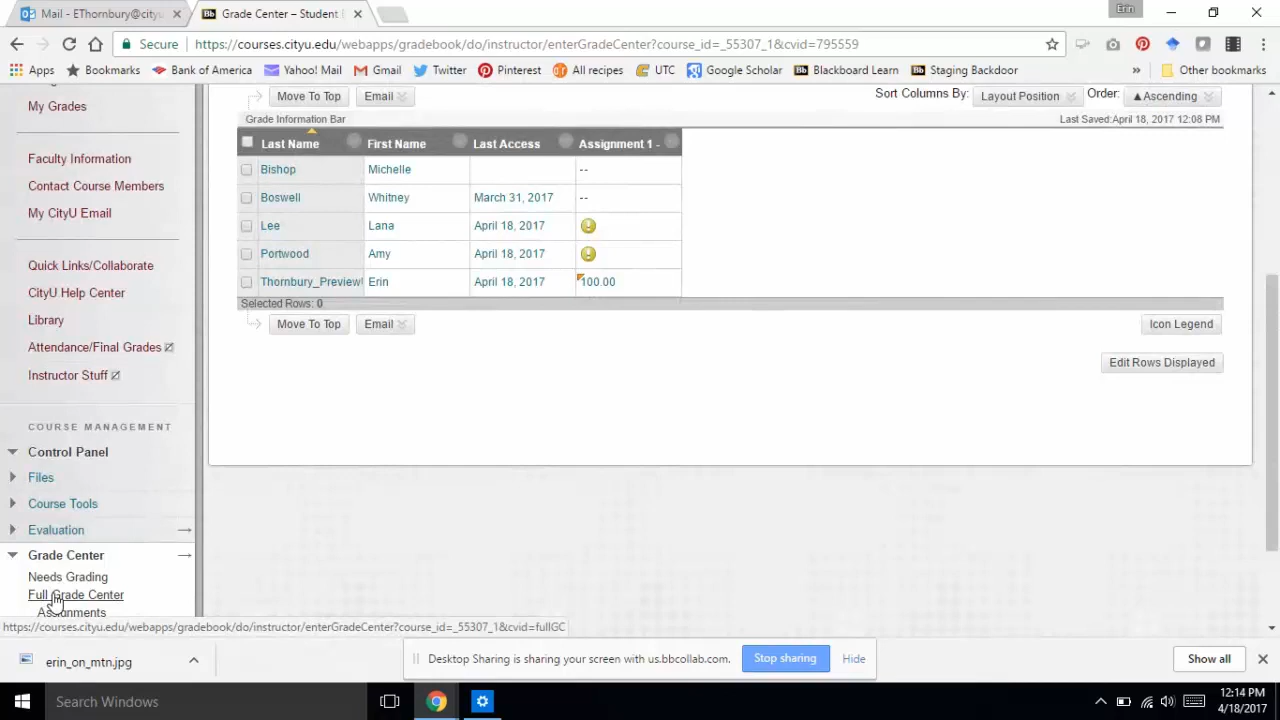 Mail - EThornbury@cityu
Grade Center – Student
Erin
Secure
https://courses.cityu.edu/webapps/gradebook/do/instructor/enterGradeCenter?course_id=_55307_1&cvid=795559
Apps
Bookmarks
Bank of America
Yahoo! Mail
Gmail
Twitter
Pinterest
All recipes
UTC
Google Scholar
Bb Blackboard Learn
Bb Staging Backdoor
»
Other bookmarks
My Grades
Faculty Information
Contact Course Members
My CityU Email
Quick Links/Collaborate
CityU Help Center
Library
Attendance/Final Grades
Instructor Stuff
COURSE MANAGEMENT
Control Panel
Files
Course Tools
Evaluation
Grade Center
Needs Grading
Full Grade Center
Assignments
Move To Top
Email
Sort Columns By:
Layout Position
Order:
▲Ascending
Grade Information Bar
Last Saved:April 18, 2017 12:08 PM
Last Name First Name Last Access Assignment 1 -
Bishop Michelle --
Boswell Whitney March 31, 2017 --
Lee Lana April 18, 2017
Portwood Amy April 18, 2017
Thornbury_Preview Erin April 18, 2017 100.00
Selected Rows: 0
Move To Top
Email
Icon Legend
Edit Rows Displayed
https://courses.cityu.edu/webapps/gradebook/do/instructor/enterGradeCenter?course_id=_55307_1&cvid=fullGC
erin_on_mtn.jpg
Desktop Sharing is sharing your screen with us.bbcollab.com.
Stop sharing
Hide
Show all
Search Windows
12:14 PM
4/18/2017